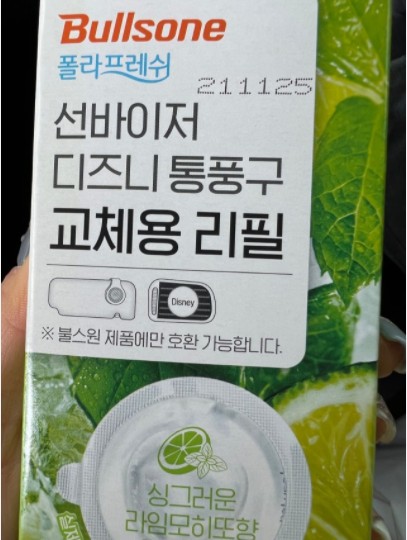 Bullsone
폴라프레쉬
211125
선바이저
디즈니 통풍구
교체용 리필
Disney
※ 불스원 제품에만 호환 가능합니다.
싱그러운
라임모히또향